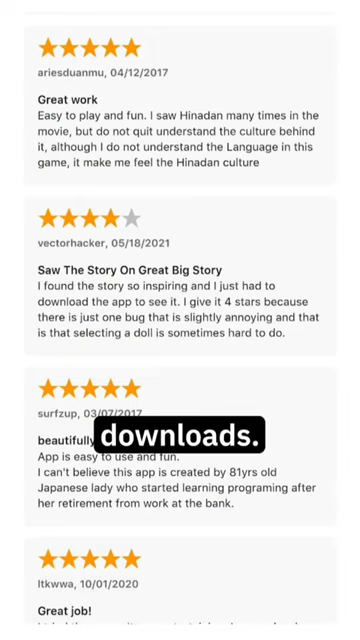 ariesduanmu, 04/12/2017
Great work
Easy to play and fun. I saw Hinadan many times in the
movie, but do not quit understand the culture behind
it, although I do not understand the Language in this
game, it make me feel the Hinadan culture
vectorhacker, 05/18/2021
Saw The Story On Great Big Story
I found the story so inspiring and I just had to
download the app to see it. I give it 4 stars because
there is just one bug that is slightly annoying and that
is that selecting a doll is sometimes hard to do.
surfzup, 03/07/2017
beautifully
downloads.
App is easy to use and fun.
I can't believe this app is created by 81yrs old
Japanese lady who started learning programing after
her retirement from work at the bank.
ltkwwa, 10/01/2020
Great job!